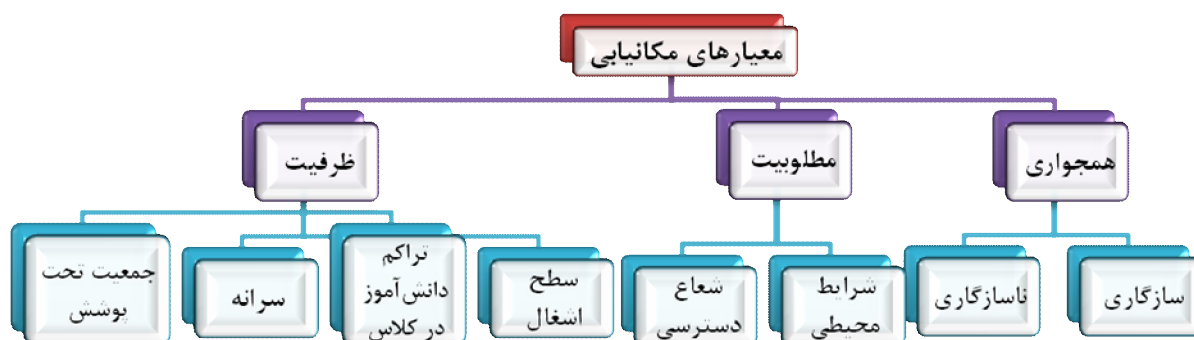 معیارهای مکانیابی
همجواری
مطلوبیت
ظرفیت
سازگاری
ناسازگاری
شرایط
محیطی
شعاع
دسترسی
سطح
اشغال
تراکم
دانش‌آموز
در کلاس
سرانه
جمعیت تحت
پوشش